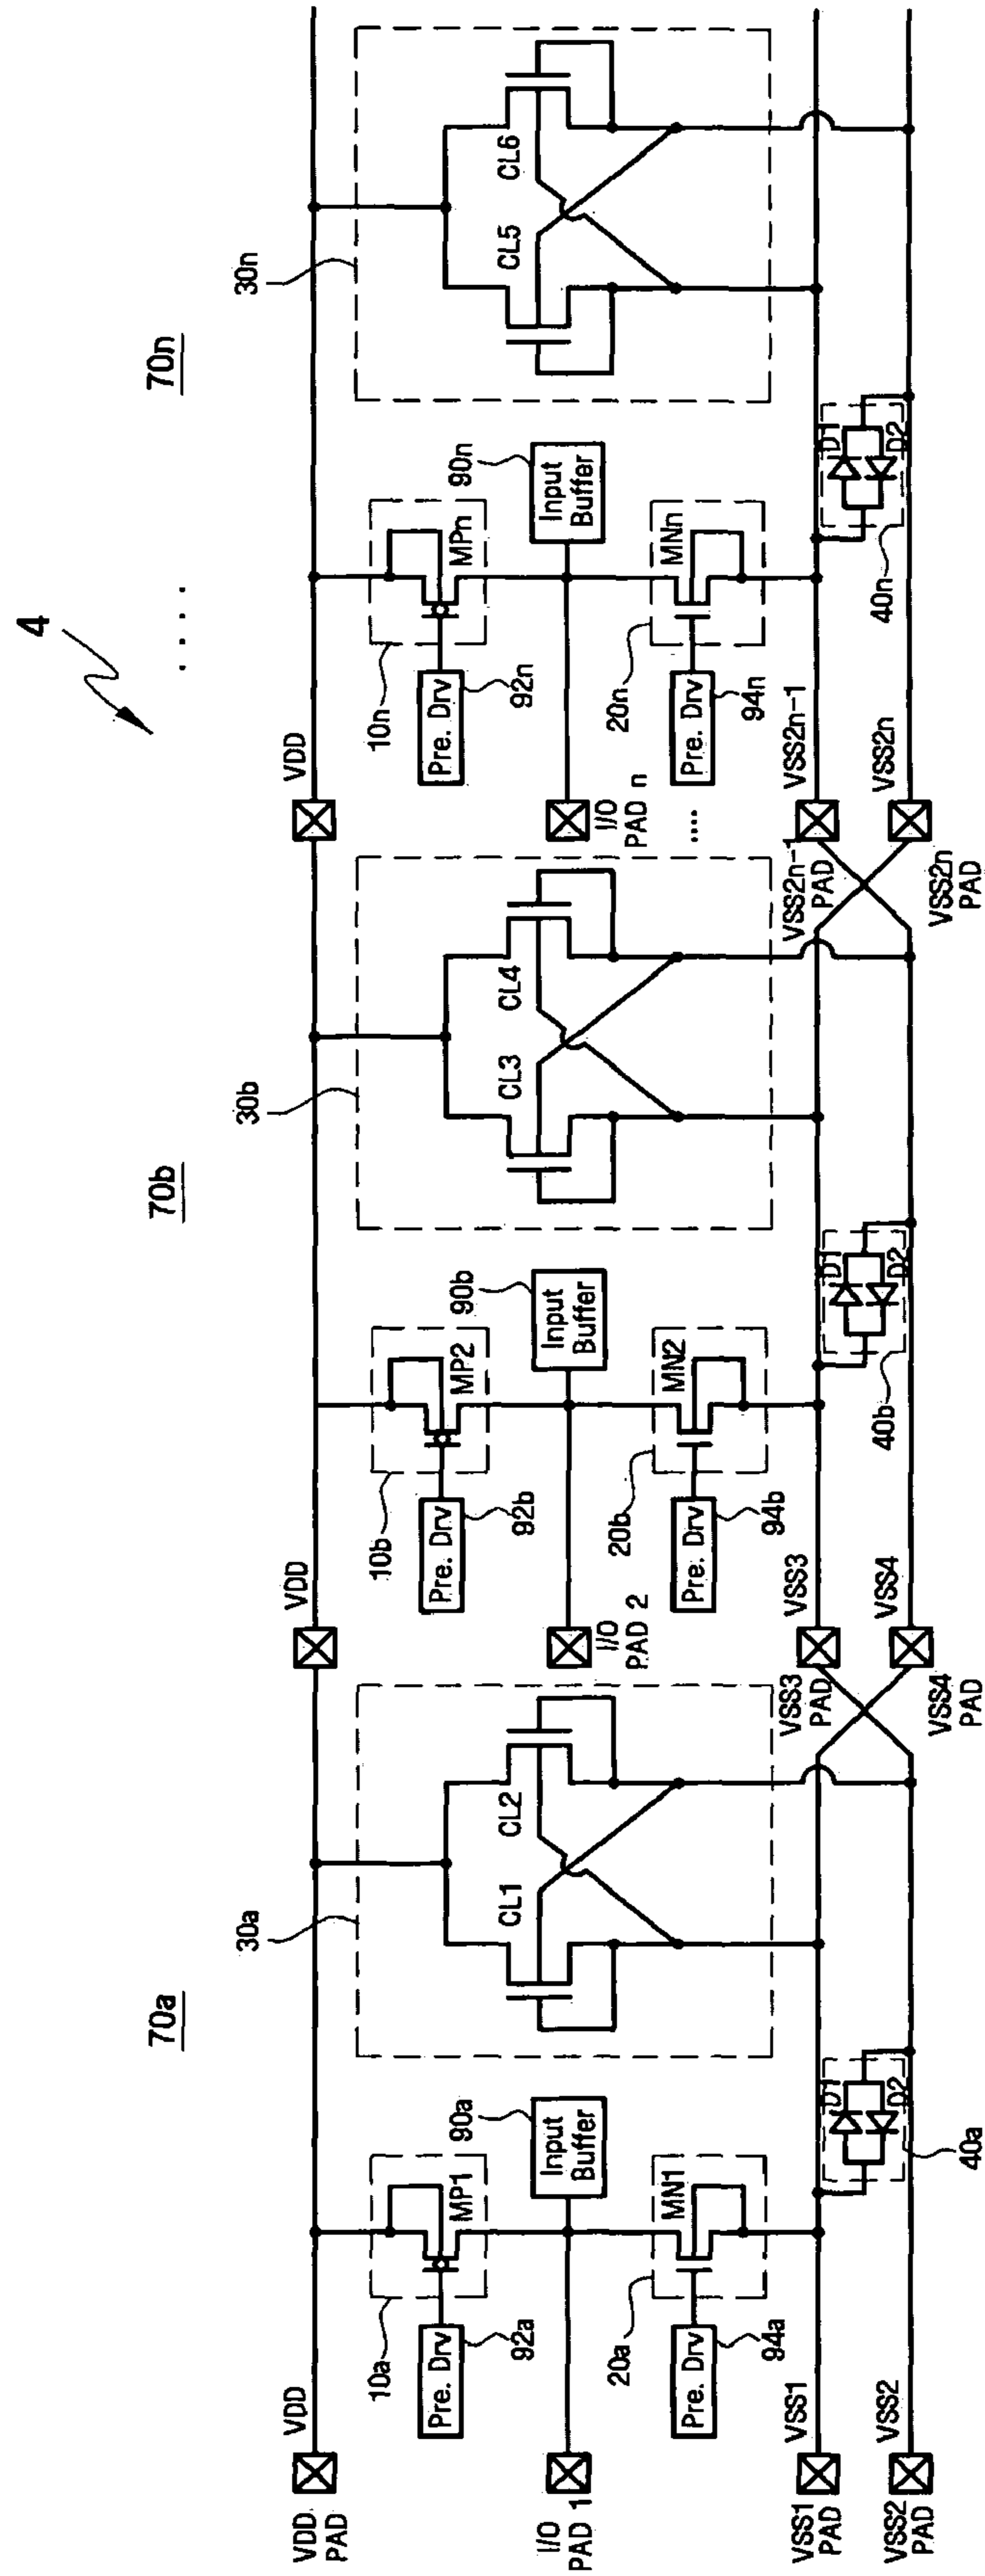 4
70a
70b
. . . .
70n
VDD PAD
VDD
10a
MP1
Pre. Drv
92a
90a
Input Buffer
I/O PAD 1
20a
MN1
Pre. Drv
94a
30a
CL1
CL2
VSS1 PAD
VSS1
VSS2 PAD
VSS2
D1
D2
40a
VDD
10b
MP2
Pre. Drv
92b
90b
Input Buffer
I/O PAD 2
20b
MN2
Pre. Drv
94b
30b
CL3
CL4
VSS3 PAD
VSS3
VSS4 PAD
VSS4
D1
D2
40b
VDD
10n
MPn
Pre. Drv
92n
90n
Input Buffer
I/O PAD n
....
20n
MNn
Pre. Drv
94n
30n
CL5
CL6
VSS2n-1 PAD
VSS2n-1
VSS2n PAD
VSS2n
D1
D2
40n